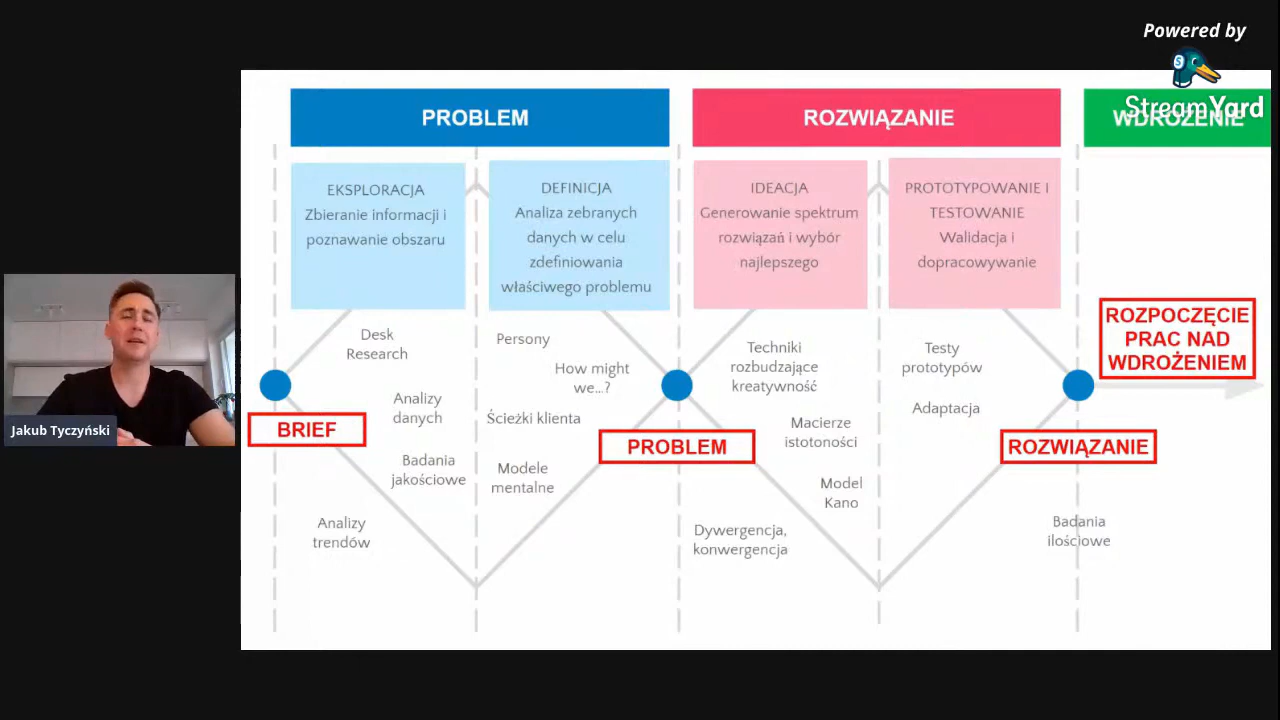 Powered by
StreamYard
PROBLEM
ROZWIĄZANIE
WDROŻENIE
EKSPLORACJA
Zbieranie informacji i
poznawanie obszaru
DEFINICJA
Analiza zebranych
danych w celu
zdefiniowania
właściwego problemu
IDEACJA
Generowanie spektrum
rozwiązań i wybór
najlepszego
PROTOTYPOWANIE I
TESTOWANIE
Walidacja i
dopracowywanie
Desk
Research
Analizy
danych
Badania
jakościowe
Analizy
trendów
Persony
How might
we...?
Ścieżki klienta
Modele
mentalne
Techniki
rozbudzające
kreatywność
Macierze
istotoności
Model
Kano
Dywergencja,
konwergencja
Testy
prototypów
Adaptacja
Badania
ilościowe
BRIEF
PROBLEM
ROZWIĄZANIE
ROZPOCZĘCIE
PRAC NAD
WDROŻENIEM
Jakub Tyczyński